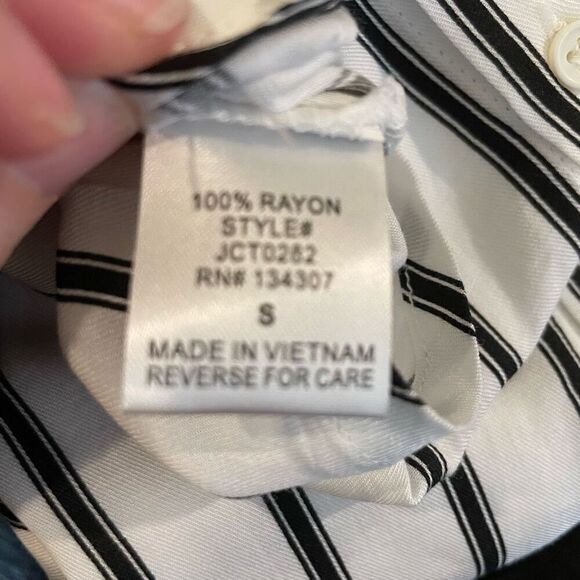 100% RAYON
STYLE#
JCT0282
RN# 134307
S
MADE IN VIETNAM
REVERSE FOR CARE